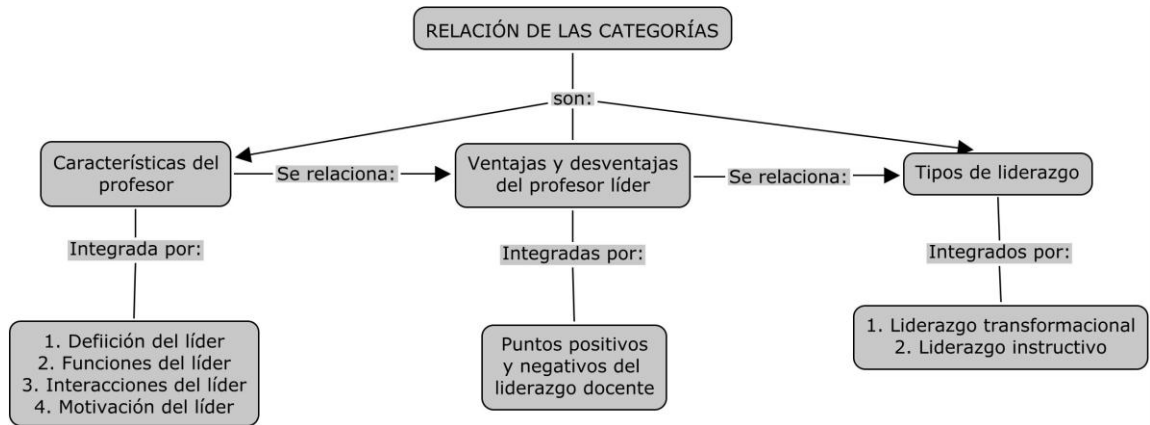 RELACIÓN DE LAS CATEGORÍAS
son:
Características del
profesor
Se relaciona:
Ventajas y desventajas
del profesor líder
Se relaciona:
Tipos de liderazgo
Integrada por:
Integradas por:
Integrados por:
1. Defiición del líder
2. Funciones del líder
3. Interacciones del líder
4. Motivación del líder
Puntos positivos
y negativos del
liderazgo docente
1. Liderazgo transformacional
2. Liderazgo instructivo